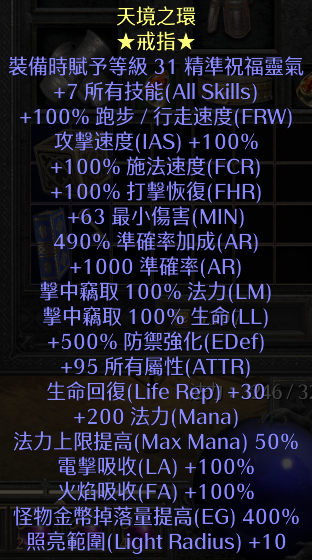 天境之環
★戒指★
裝備時賦予等級 31 精準祝福靈氣
+7 所有技能(All Skills)
+100% 跑步 / 行走速度(FRW)
攻擊速度(IAS) +100%
+100% 施法速度(FCR)
+100% 打擊恢復(FHR)
+63 最小傷害(MIN)
490% 準確率加成(AR)
+1000 準確率(AR)
擊中竊取 100% 法力(LM)
擊中竊取 100% 生命(LL)
+500% 防禦強化(EDef)
+95 所有屬性(ATTR)
生命回復(Life Rep) +30
+200 法力(Mana)
法力上限提高(Max Mana) 50%
電擊吸收(LA) +100%
火焰吸收(FA) +100%
怪物金幣掉落量提高(EG) 400%
照亮範圍(Light Radius) +10